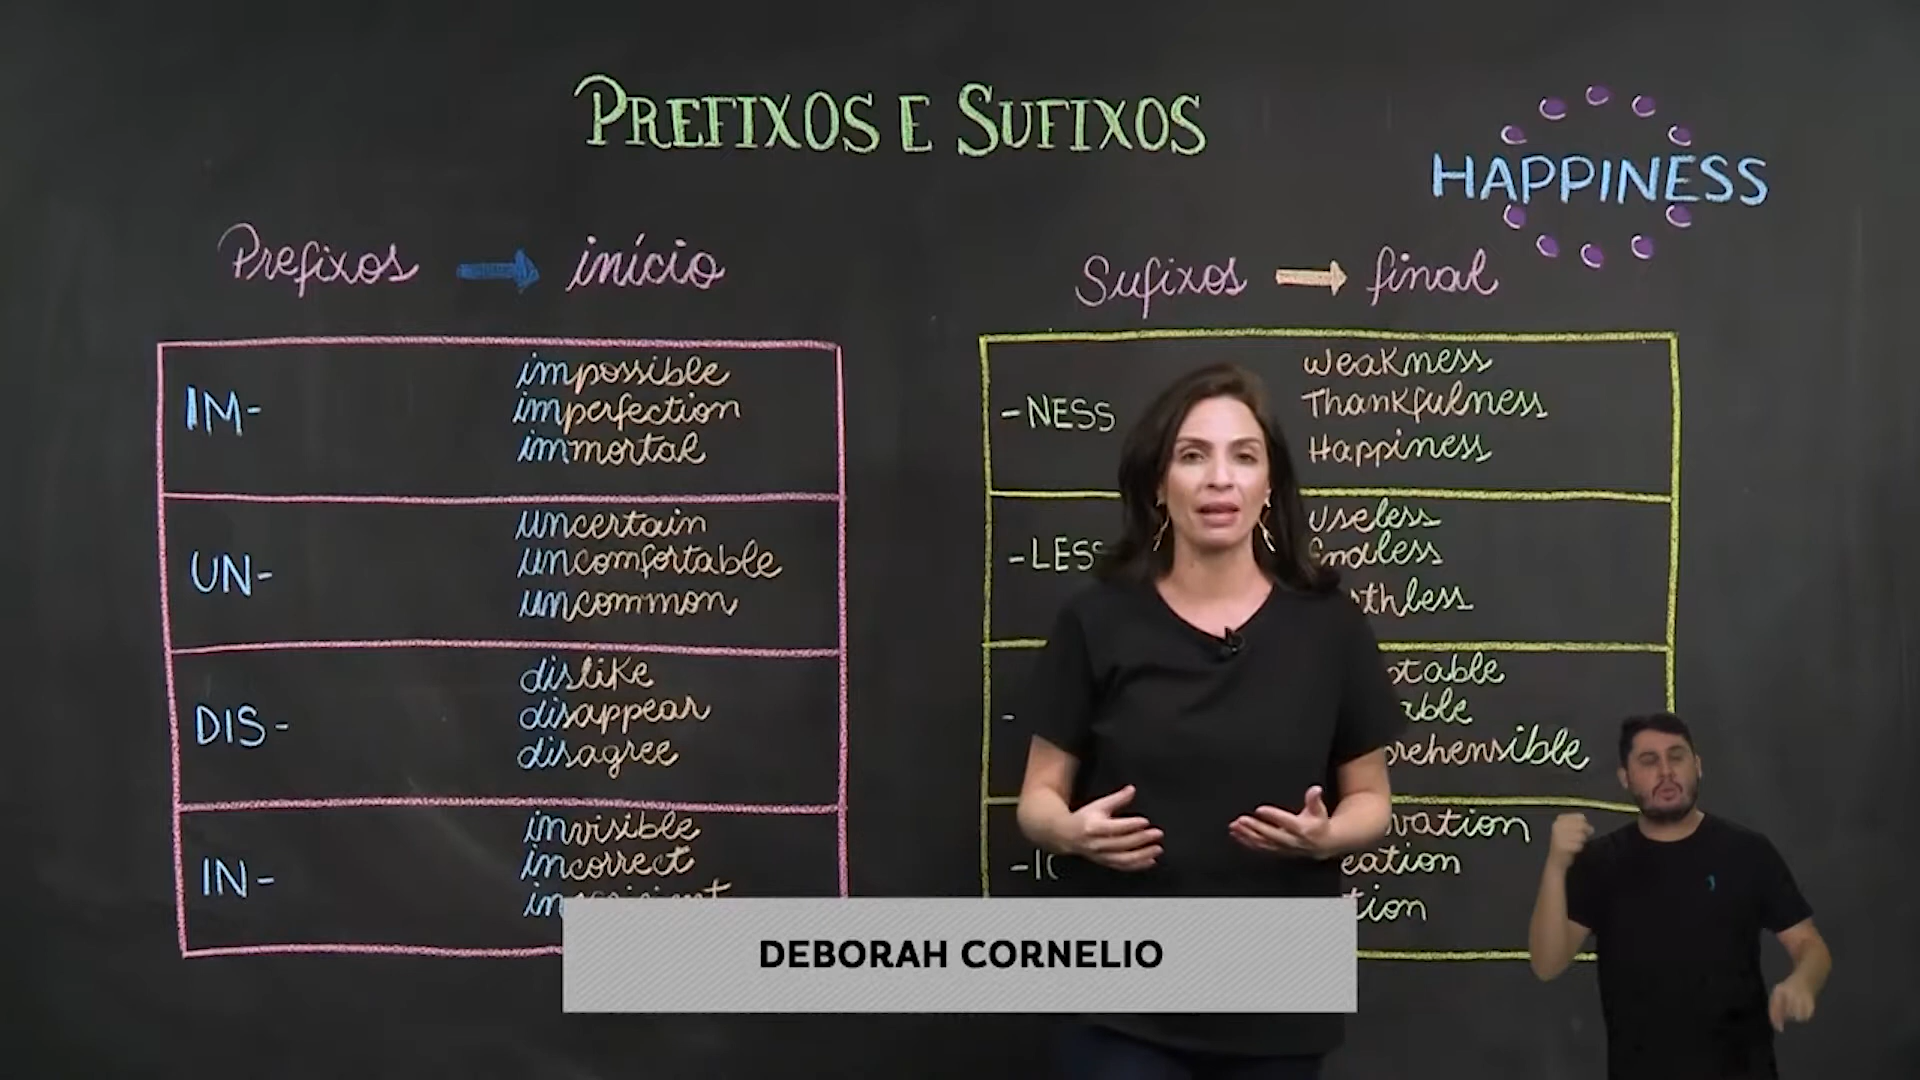 PREFIXOS E SUFIXOS
HAPPINESS
Prefixos → início
IM-
impossible
imperfection
immortal
UN-
uncertain
uncomfortable
uncommon
DIS-
dislike
disappear
disagree
IN-
invisible
incorrect
Sufixos → final
-NESS
weakness
Thankfulness
Happiness
useless
endless
DEBORAH CORNELIO